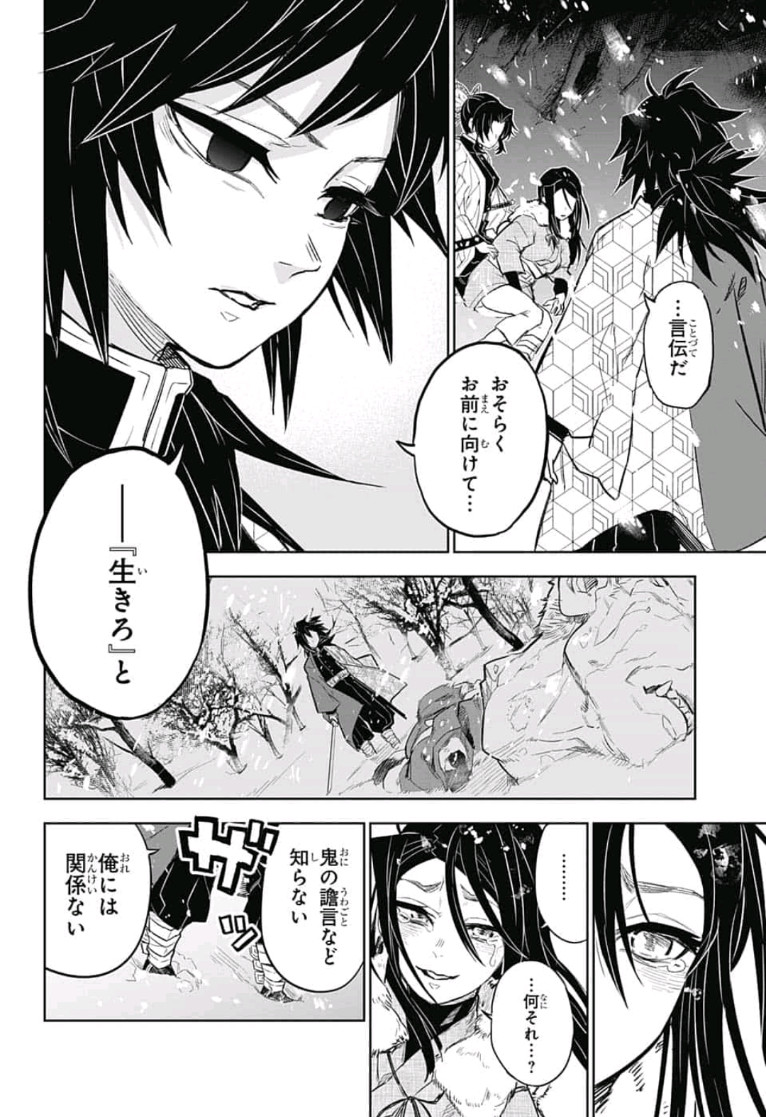 …言伝だ
おそらく
お前に向けて…
──『生きろ』と
………
…何それ…？
鬼の譫言など
知らない
ザッ
俺には
関係ない